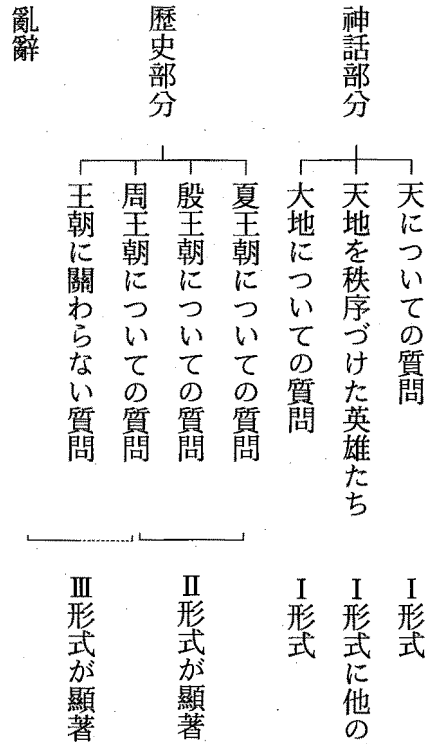 神話部分
天についての質問　Ⅰ形式
天地を秩序づけた英雄たち　Ⅰ形式に他の
大地についての質問　Ⅰ形式
歷史部分
夏王朝についての質問
殷王朝についての質問
周王朝についての質問
Ⅱ形式が顯著
王朝に關わらない質問
Ⅲ形式が顯著
亂辭